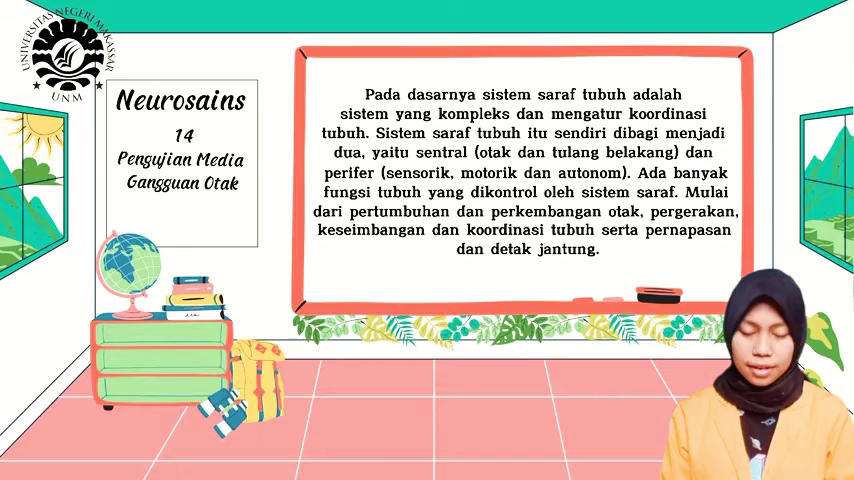 UNIVERSITAS NEGERI MAKASSAR
UNM
Neurosains
14
Pengujian Media
Gangguan Otak
Pada dasarnya sistem saraf tubuh adalah
sistem yang kompleks dan mengatur koordinasi
tubuh. Sistem saraf tubuh itu sendiri dibagi menjadi
dua, yaitu sentral (otak dan tulang belakang) dan
perifer (sensorik, motorik dan autonom). Ada banyak
fungsi tubuh yang dikontrol oleh sistem saraf. Mulai
dari pertumbuhan dan perkembangan otak, pergerakan,
keseimbangan dan koordinasi tubuh serta pernapasan
dan detak jantung.